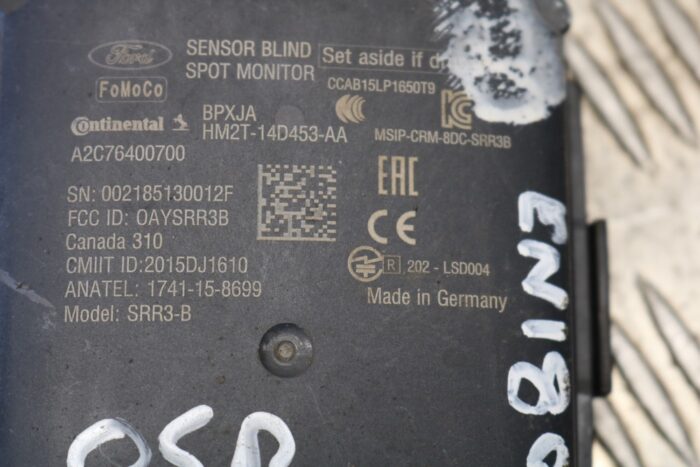 Ford
SENSOR BLIND
SPOT MONITOR
Set aside if
FoMoCo
CCAB15LP1650T9
Continental
BPXJA
HM2T-14D453-AA
MSIP-CRM-8DC-SRR3B
A2C76400700
EAC
SN: 002185130012F
FCC ID: OAYSRR3B
CE
Canada 310
CMIIT ID:2015DJ1610
R 202 - LSD004
ANATEL: 1741-15-8699
Made in Germany
Model: SRR3-B